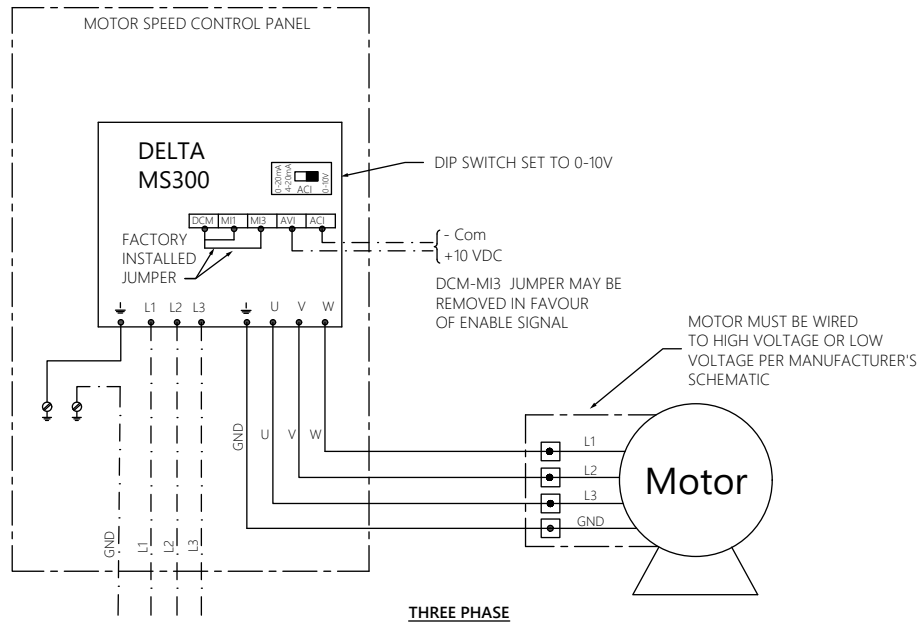 MOTOR SPEED CONTROL PANEL
DELTA
MS300
0-20mA
4-20mA
ACI
0-10V
DIP SWITCH SET TO 0-10V
DCM MI1 MI3 AVI ACI
FACTORY
INSTALLED
JUMPER
- Com
+10 VDC
DCM-MI3 JUMPER MAY BE
REMOVED IN FAVOUR
OF ENABLE SIGNAL
L1 L2 L3 U V W
MOTOR MUST BE WIRED
TO HIGH VOLTAGE OR LOW
VOLTAGE PER MANUFACTURER'S
SCHEMATIC
GND U V W
L1
L2
L3
GND
Motor
GND L1 L2 L3
THREE PHASE